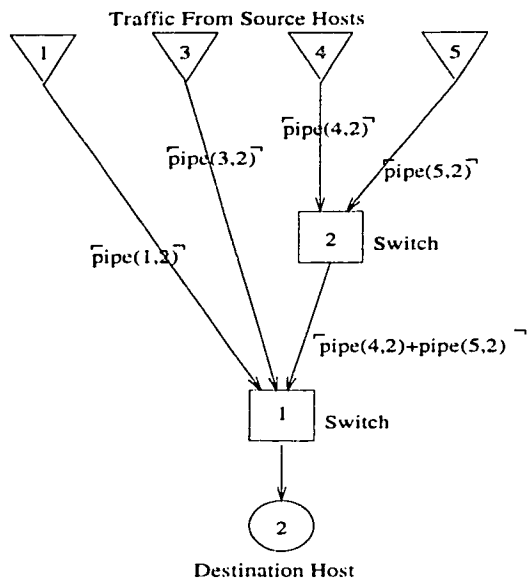 Traffic From Source Hosts
1 3 4 5
⌈pipe(4,2)⌉
⌈pipe(3,2)⌉
⌈pipe(5,2)⌉
2 Switch
⌈pipe(1,2)⌉
⌈pipe(4,2)+pipe(5,2)⌉
1 Switch
2
Destination Host